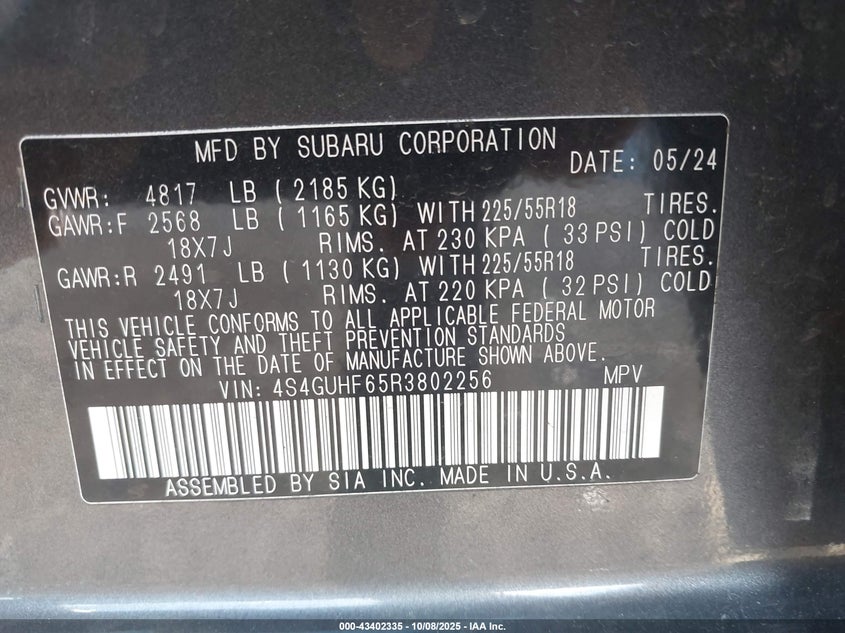 MFD BY SUBARU CORPORATION
DATE: 05/24
GVWR: 4817 LB ( 2185 KG)
GAWR:F 2568 LB ( 1165 KG) WITH 225/55R18 TIRES.
18X7J RIMS. AT 230 KPA ( 33 PSI) COLD
GAWR:R 2491 LB ( 1130 KG) WITH 225/55R18 TIRES.
18X7J RIMS. AT 220 KPA ( 32 PSI) COLD
THIS VEHICLE CONFORMS TO ALL APPLICABLE FEDERAL MOTOR
VEHICLE SAFETY AND THEFT PREVENTION STANDARDS
IN EFFECT ON THE DATE OF MANUFACTURE SHOWN ABOVE.
VIN: 4S4GUHF65R3802256 MPV
ASSEMBLED BY SIA INC. MADE IN U.S.A.
000-43402335 - 10/08/2025 - IAA Inc.